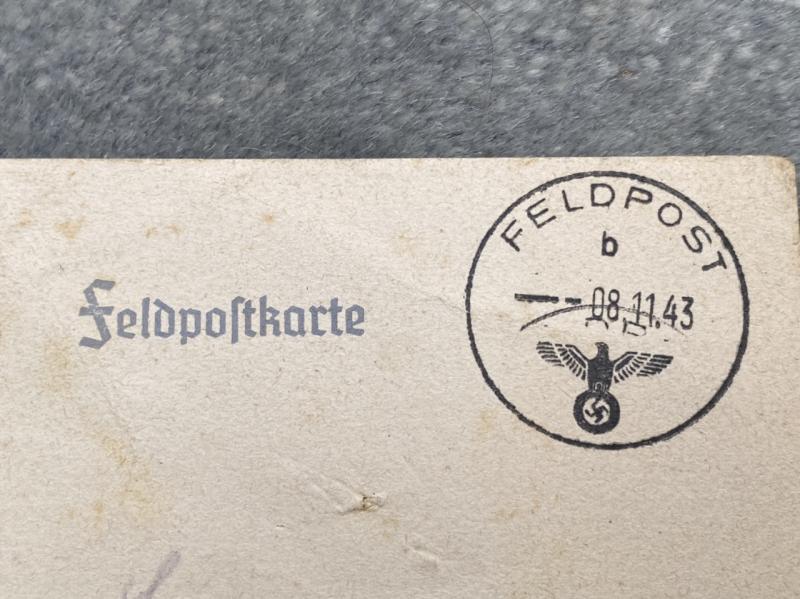 FELDPOST
b
-- 08.11.43
Feldpostkarte